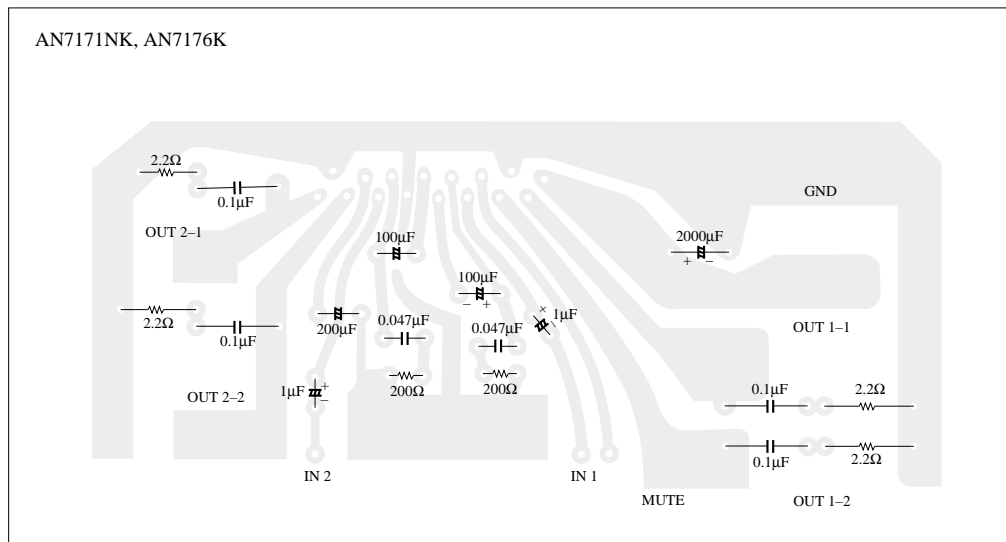 AN7171NK, AN7176K
2.2Ω
0.1μF
GND
OUT 2–1
100μF
2000μF
+ −
100μF
− +
2.2Ω
0.1μF
200μF
0.047μF
0.047μF
+
1μF
−
OUT 1–1
200Ω
200Ω
1μF
+
−
OUT 2–2
0.1μF
2.2Ω
0.1μF
2.2Ω
IN 2
IN 1
MUTE
OUT 1–2